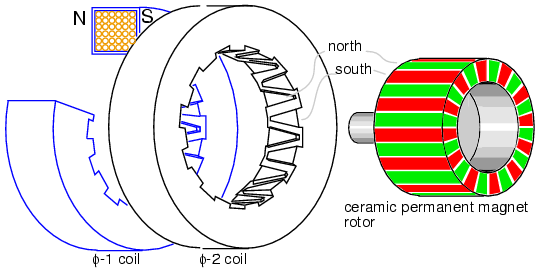 N S
north
south
ceramic permanent magnet
rotor
ϕ-1 coil ϕ-2 coil